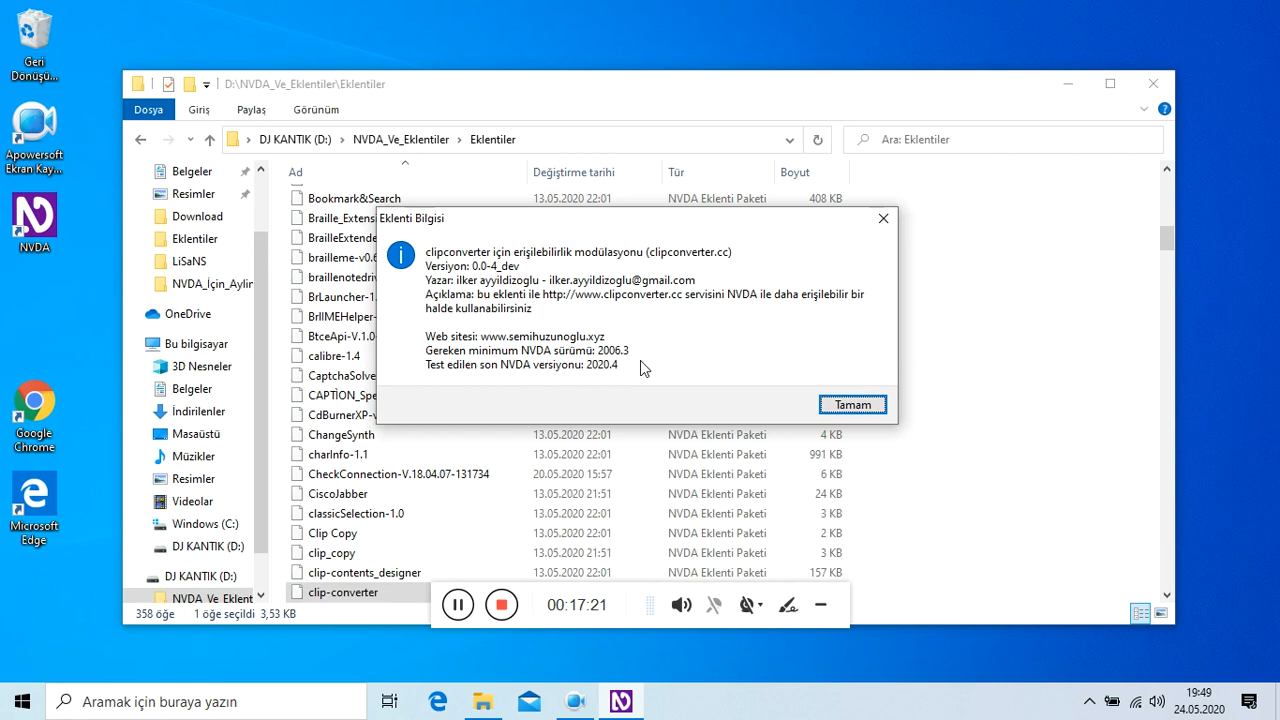 Geri
Dönüşü...
Apowersoft
Ekran Kay...
NVDA
Google
Chrome
Microsoft
Edge
D:\NVDA_Ve_Eklentiler\Eklentiler
Dosya Giriş Paylaş Görünüm
DJ KANTIK (D:) > NVDA_Ve_Eklentiler > Eklentiler
Ara: Eklentiler
Belgeler
Resimler
Download
Eklentiler
LiSaNS
NVDA_İçin_Aylin
OneDrive
Bu bilgisayar
3D Nesneler
Belgeler
İndirilenler
Masaüstü
Müzikler
Resimler
Videolar
Windows (C:)
DJ KANTIK (D:)
DJ KANTIK (D:)
NVDA_Ve_Eklent
Ad Değiştirme tarihi Tür Boyut
Bookmark&Search 13.05.2020 22:01 NVDA Eklenti Paketi 408 KB
Braille_Extens
BrailleExtende
brailleme-v0.6
braillenotedriv
BrLauncher-1.
BrlIMEHelper-
BtceApi-V.1.0
calibre-1.4
CaptchaSolve
CAPTİON_Spe
CdBurnerXP-v
ChangeSynth 13.05.2020 22:01 NVDA Eklenti Paketi 4 KB
charInfo-1.1 13.05.2020 22:01 NVDA Eklenti Paketi 991 KB
CheckConnection-V.18.04.07-131734 20.05.2020 15:57 NVDA Eklenti Paketi 6 KB
CiscoJabber 13.05.2020 21:51 NVDA Eklenti Paketi 24 KB
classicSelection-1.0 13.05.2020 22:01 NVDA Eklenti Paketi 3 KB
Clip Copy 13.05.2020 22:01 NVDA Eklenti Paketi 2 KB
clip_copy 13.05.2020 21:51 NVDA Eklenti Paketi 3 KB
clip-contents_designer 13.05.2020 22:01 NVDA Eklenti Paketi 157 KB
clip-converter
Eklenti Bilgisi
clipconverter için erişilebilirlik modülasyonu (clipconverter.cc)
Versiyon: 0.0-4_dev
Yazar: ilker ayyildizoglu - ilker.ayyildizoglu@gmail.com
Açıklama: bu eklenti ile http://www.clipconverter.cc servisini NVDA ile daha erişilebilir bir
halde kullanabilirsiniz
Web sitesi: www.semihuzunoglu.xyz
Gereken minimum NVDA sürümü: 2006.3
Test edilen son NVDA versiyonu: 2020.4
Tamam
00:17:21
358 öğe 1 öğe seçildi 3,53 KB
Aramak için buraya yazın
19:49
24.05.2020